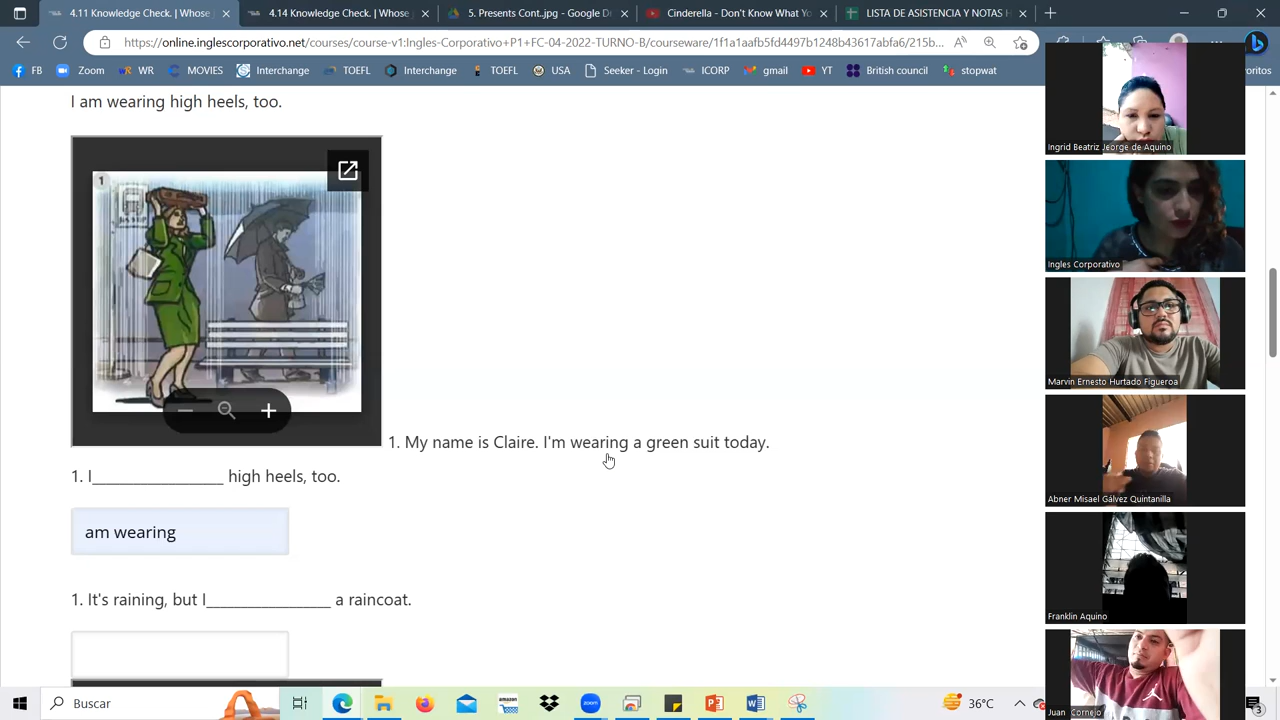 4.11 Knowledge Check. | Whose
4.14 Knowledge Check. | Whose
5. Presents Cont.jpg - Google D
Cinderella - Don't Know What Yo
LISTA DE ASISTENCIA Y NOTAS H
https://online.inglescorporativo.net/courses/course-v1:Ingles-Corporativo+P1+FC-04-2022-TURNO-B/courseware/1f1a1aafb5fd4497b1248b43617abfa6/215b...
FB
Zoom
WR
MOVIES
Interchange
TOEFL
Interchange
TOEFL
USA
Seeker - Login
ICORP
gmail
YT
British council
stopwat
oritos
I am wearing high heels, too.
1
1. My name is Claire. I'm wearing a green suit today.
1. I________________ high heels, too.
am wearing
1. It's raining, but I_______________ a raincoat.
Ingrid Beatriz Jeorge de Aquino
Ingles Corporativo
Marvin Ernesto Hurtado Figueroa
Abner Misael Gálvez Quintanilla
Franklin Aquino
Juan Cornejo
Buscar
amazon
zoom
36°C
3